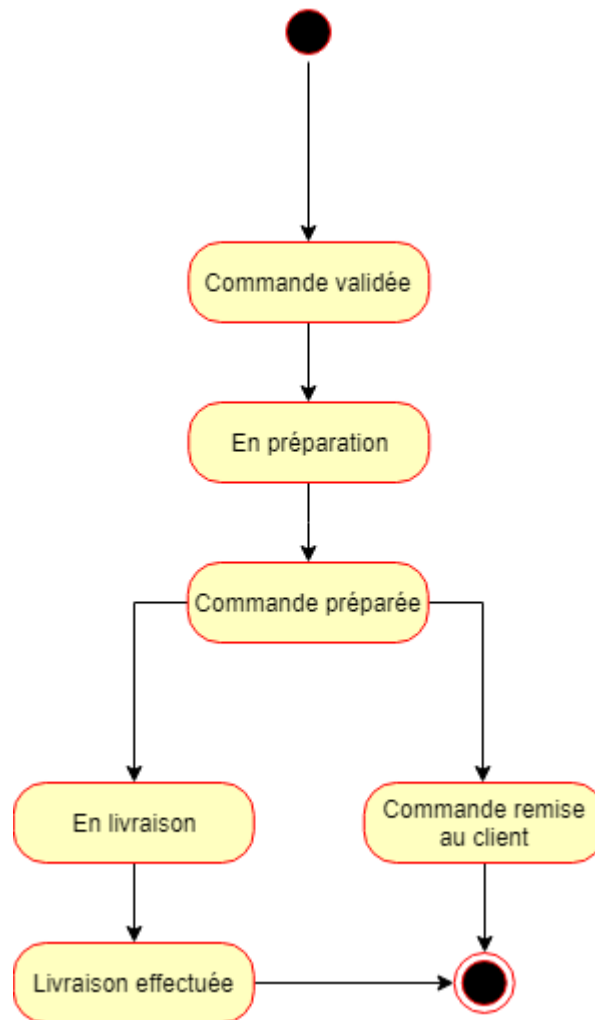 Commande validée
En préparation
Commande préparée
En livraison
Commande remise
au client
Livraison effectuée